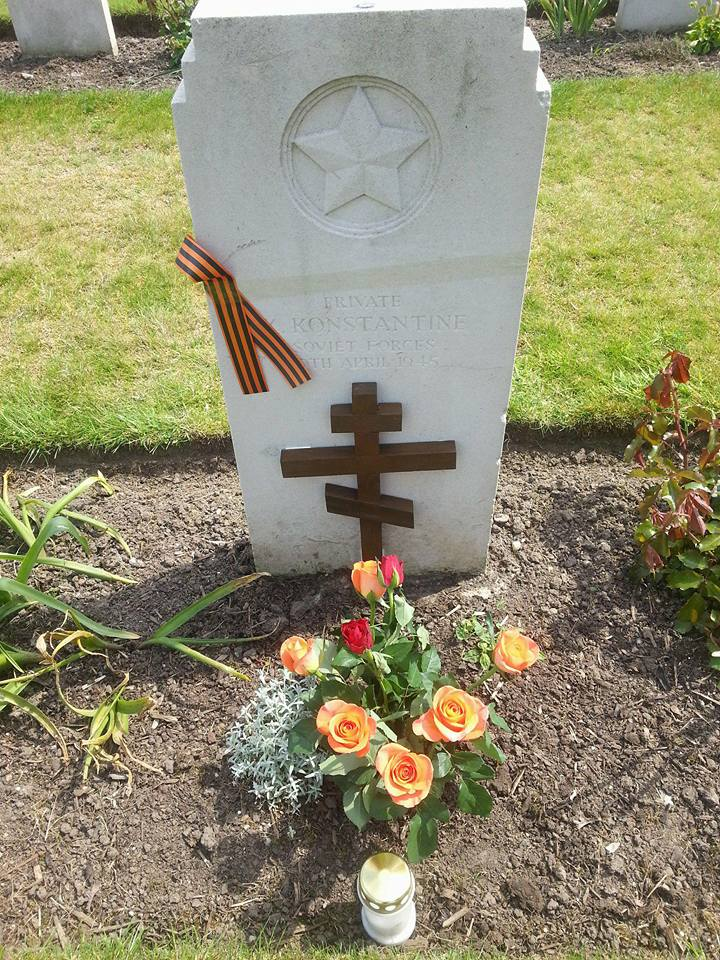 PRIVATE
KONSTANTINE
SOVIET FORCES
APRIL 1945